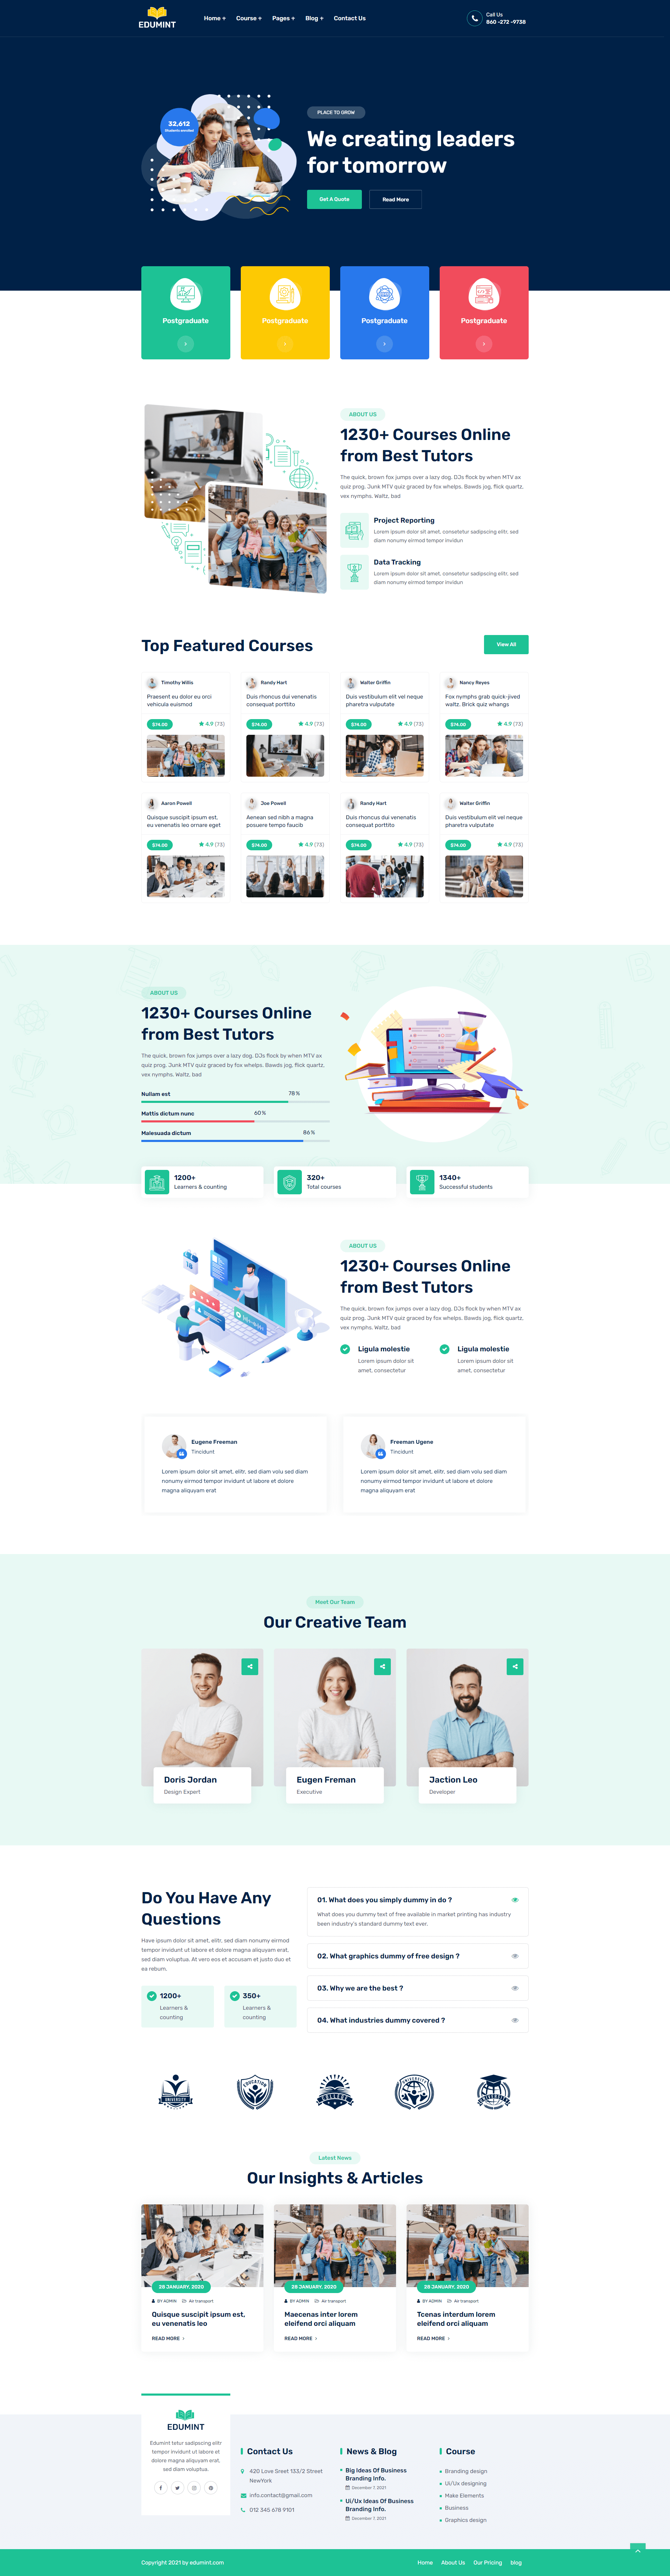 EDUMINT
Home + Course + Pages + Blog + Contact Us
Call Us
860 -272 -9738
32,612
Students enrolled
PLACE TO GROW
We creating leaders
for tomorrow
Get A Quote
Read More
Postgraduate
Postgraduate
Postgraduate
Postgraduate
ABOUT US
1230+ Courses Online
from Best Tutors
The quick, brown fox jumps over a lazy dog. DJs flock by when MTV ax
quiz prog. Junk MTV quiz graced by fox whelps. Bawds jog, flick quartz,
vex nymphs. Waltz, bad
Project Reporting
Lorem ipsum dolor sit amet, consetetur sadipscing elitr, sed
diam nonumy eirmod tempor invidun
Data Tracking
Lorem ipsum dolor sit amet, consetetur sadipscing elitr, sed
diam nonumy eirmod tempor invidun
Top Featured Courses
View All
Timothy Willis
Praesent eu dolor eu orci
vehicula euismod
$74.00
4.9 (73)
Randy Hart
Duis rhoncus dui venenatis
consequat porttito
$74.00
4.9 (73)
Walter Griffin
Duis vestibulum elit vel neque
pharetra vulputate
$74.00
4.9 (73)
Nancy Reyes
Fox nymphs grab quick-jived
waltz. Brick quiz whangs
$74.00
4.9 (73)
Aaron Powell
Quisque suscipit ipsum est,
eu venenatis leo ornare eget
$74.00
4.9 (73)
Joe Powell
Aenean sed nibh a magna
posuere tempo faucib
$74.00
4.9 (73)
Randy Hart
Duis rhoncus dui venenatis
consequat porttito
$74.00
4.9 (73)
Walter Griffin
Duis vestibulum elit vel neque
pharetra vulputate
$74.00
4.9 (73)
ABOUT US
1230+ Courses Online
from Best Tutors
The quick, brown fox jumps over a lazy dog. DJs flock by when MTV ax
quiz prog. Junk MTV quiz graced by fox whelps. Bawds jog, flick quartz,
vex nymphs. Waltz, bad
Nullam est 78%
Mattis dictum nunc 60%
Malesuada dictum 86%
1200+
Learners & counting
320+
Total courses
1340+
Successful students
ABOUT US
1230+ Courses Online
from Best Tutors
The quick, brown fox jumps over a lazy dog. DJs flock by when MTV ax
quiz prog. Junk MTV quiz graced by fox whelps. Bawds jog, flick quartz,
vex nymphs. Waltz, bad
Ligula molestie
Lorem ipsum dolor sit
amet, consectetur
Ligula molestie
Lorem ipsum dolor sit
amet, consectetur
Eugene Freeman
Tincidunt
Lorem ipsum dolor sit amet, elitr, sed diam volu sed diam
nonumy eirmod tempor invidunt ut labore et dolore
magna aliquyam erat
Freeman Ugene
Tincidunt
Lorem ipsum dolor sit amet, elitr, sed diam volu sed diam
nonumy eirmod tempor invidunt ut labore et dolore
magna aliquyam erat
Meet Our Team
Our Creative Team
Doris Jordan
Design Expert
Eugen Freman
Executive
Jaction Leo
Developer
Do You Have Any
Questions
Have ipsum dolor sit amet, elitr, sed diam nonumy eirmod
tempor invidunt ut labore et dolore magna aliquyam erat,
sed diam voluptua. At vero eos et accusam et justo duo et
ea rebum.
1200+
Learners &
counting
350+
Learners &
counting
01. What does you simply dummy in do ?
What does you dummy text of free available in market printing has industry
been industry's standard dummy text ever.
02. What graphics dummy of free design ?
03. Why we are the best ?
04. What industries dummy covered ?
UNIVERSITY
EDUCATION
COLLEGE
UNIVERSITY
UNIVERSITY
Latest News
Our Insights & Articles
28 JANUARY, 2020
BY ADMIN Air transport
Quisque suscipit ipsum est,
eu venenatis leo
READ MORE
28 JANUARY, 2020
BY ADMIN Air transport
Maecenas inter lorem
eleifend orci aliquam
READ MORE
28 JANUARY, 2020
BY ADMIN Air transport
Tcenas interdum lorem
eleifend orci aliquam
READ MORE
EDUMINT
Edumint tetur sadipscing elitr
tempor invidunt ut labore et
dolore magna aliquyam erat,
sed diam voluptua.
Contact Us
420 Love Sreet 133/2 Street
NewYork
info.contact@gmail.com
012 345 678 9101
News & Blog
Big Ideas Of Business
Branding Info.
December 7, 2021
Ui/Ux Ideas Of Business
Branding Info.
December 7, 2021
Course
Branding design
Ui/Ux designing
Make Elements
Business
Graphics design
Copyright 2021 by edumint.com
Home About Us Our Pricing blog